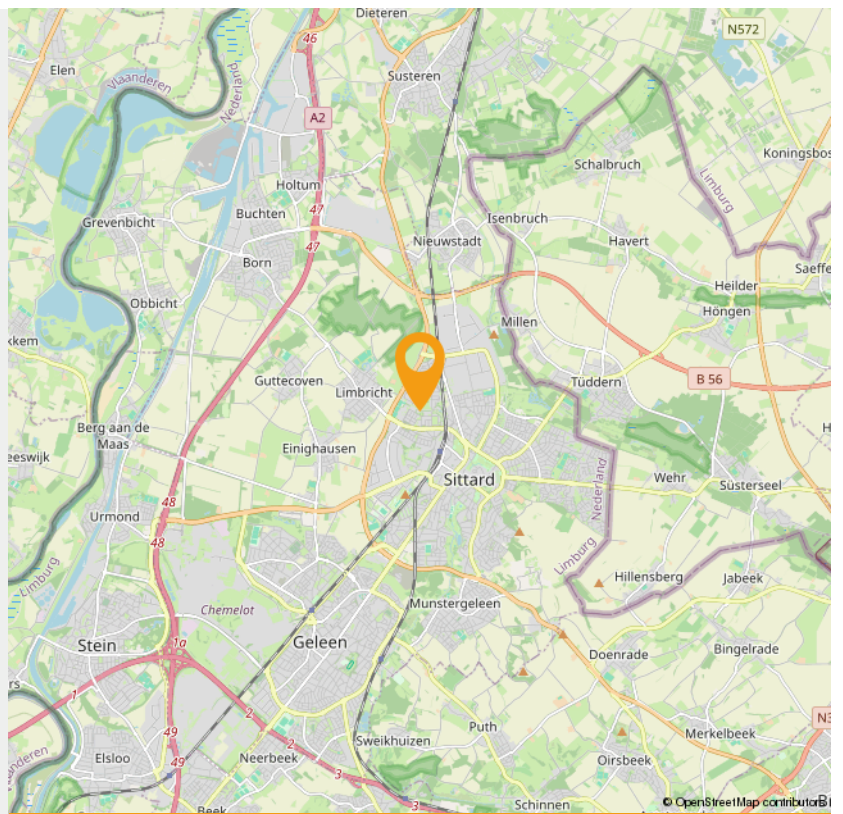 Dieteren
N572
46
Elen
Vlaanderen
Nederland
Susteren
A2
Schalbruch
Koningsbos
Limburg
Holtum
47
Buchten
Grevenbicht
Isenbruch
47
Nieuwstadt
Havert
Born
Saeffe
Heilder
Obbicht
Höngen
Millen
kkem
Guttecoven
Limbricht
Tüddern
B 56
Berg aan de
Maas
H
Einighausen
eeswijk
Sittard
Wehr
Süsterseel
Nederland
48
Urmond
48
Limburg
Limburg
Hillensberg
Jabeek
Chemelot
Munstergeleen
Stein
1a
Geleen
Doenrade
Bingelrade
rs
1
2
N3
49
Puth
Merkelbeek
Sweikhuizen
2
Vlaanderen
Elsloo
49
Neerbeek
Oirsbeek
3
Schinnen
3
Beek
© OpenStreetMap contributors